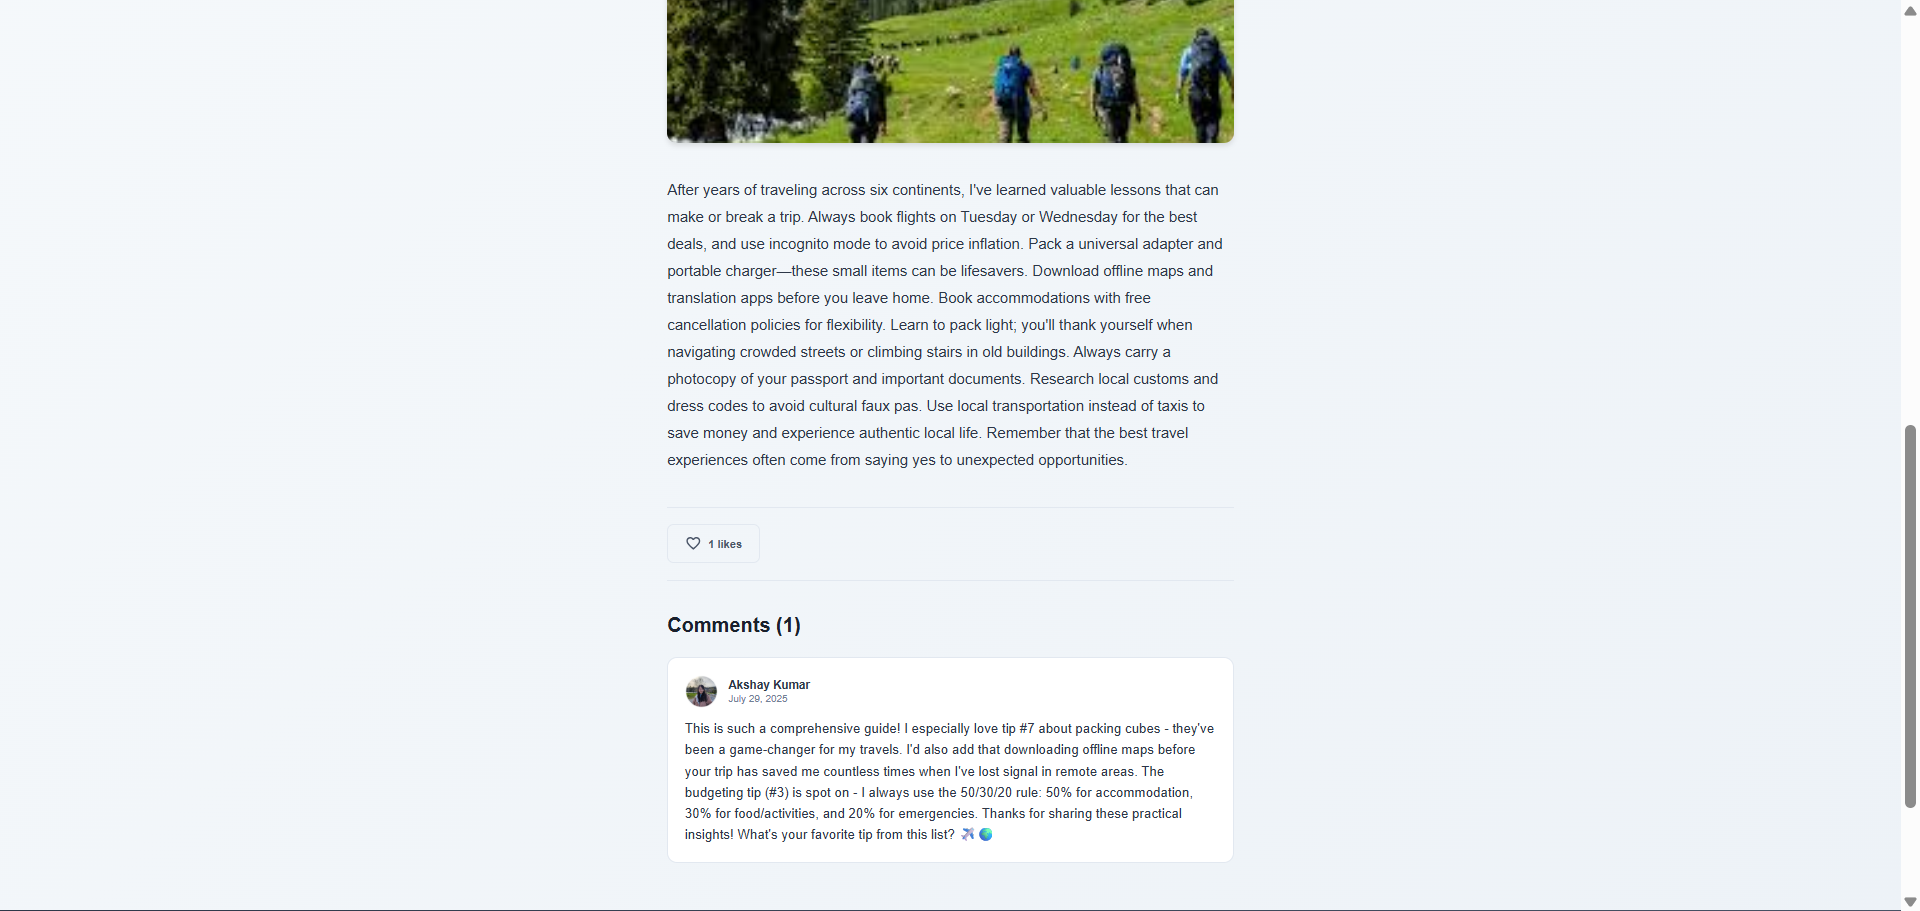 After years of traveling across six continents, I've learned valuable lessons that can
make or break a trip. Always book flights on Tuesday or Wednesday for the best
deals, and use incognito mode to avoid price inflation. Pack a universal adapter and
portable charger—these small items can be lifesavers. Download offline maps and
translation apps before you leave home. Book accommodations with free
cancellation policies for flexibility. Learn to pack light; you'll thank yourself when
navigating crowded streets or climbing stairs in old buildings. Always carry a
photocopy of your passport and important documents. Research local customs and
dress codes to avoid cultural faux pas. Use local transportation instead of taxis to
save money and experience authentic local life. Remember that the best travel
experiences often come from saying yes to unexpected opportunities.
1 likes
Comments (1)
Akshay Kumar
July 29, 2025
This is such a comprehensive guide! I especially love tip #7 about packing cubes - they've
been a game-changer for my travels. I'd also add that downloading offline maps before
your trip has saved me countless times when I've lost signal in remote areas. The
budgeting tip (#3) is spot on - I always use the 50/30/20 rule: 50% for accommodation,
30% for food/activities, and 20% for emergencies. Thanks for sharing these practical
insights! What's your favorite tip from this list? ✈️ 🌍